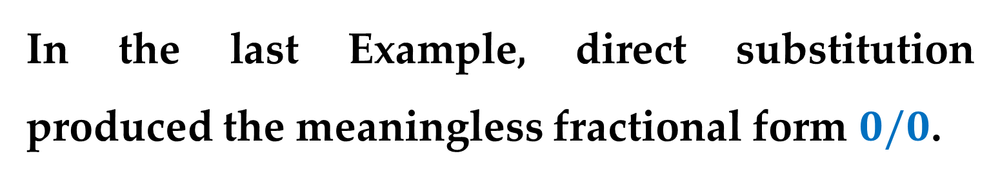 In the last Example, direct substitution
produced the meaningless fractional form 0/0.